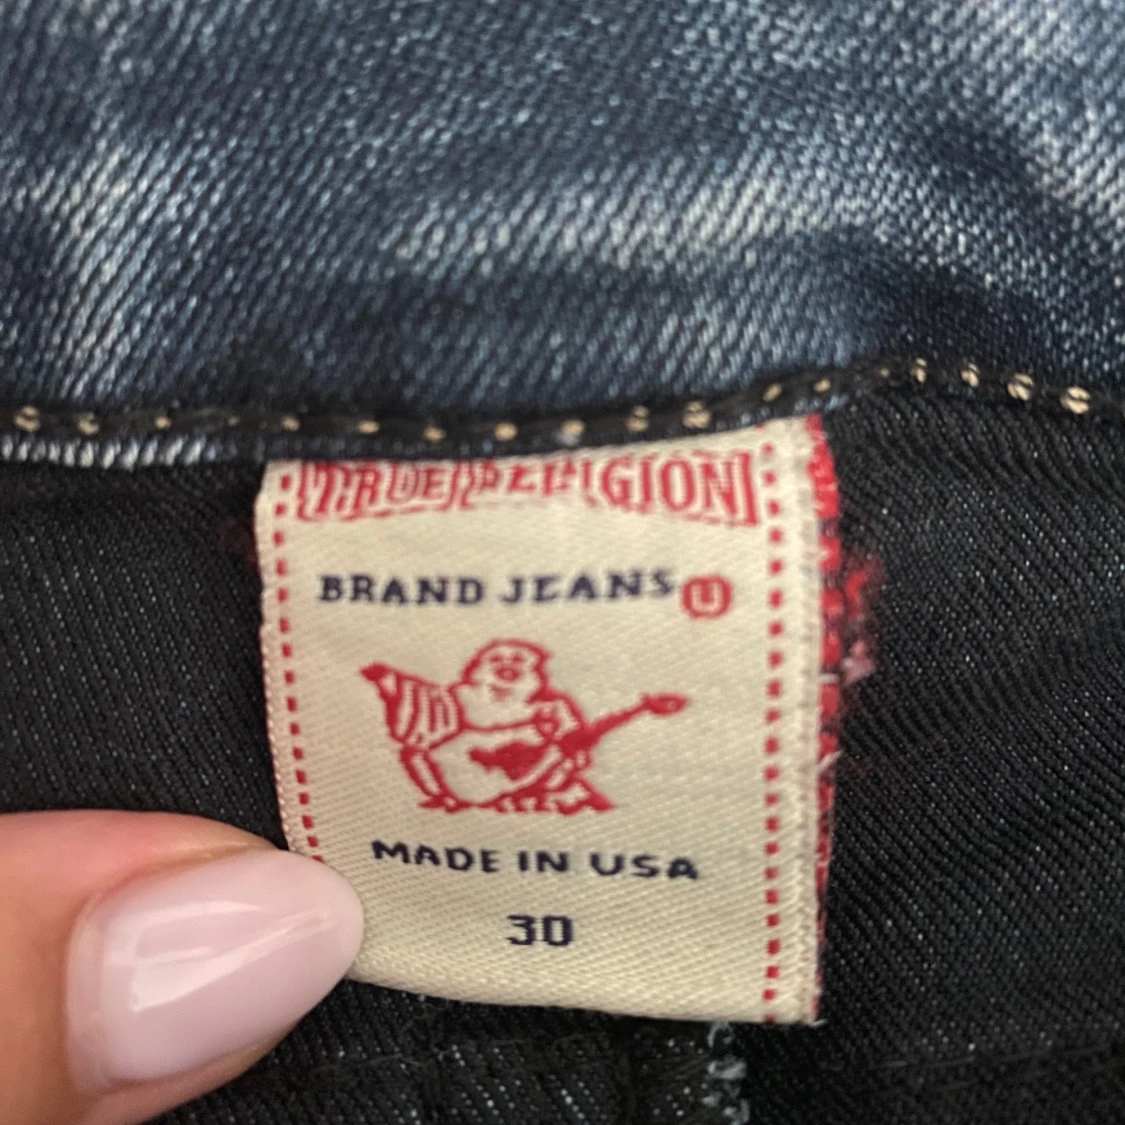 TRUE RELIGION
BRAND JEANS
MADE IN USA
30